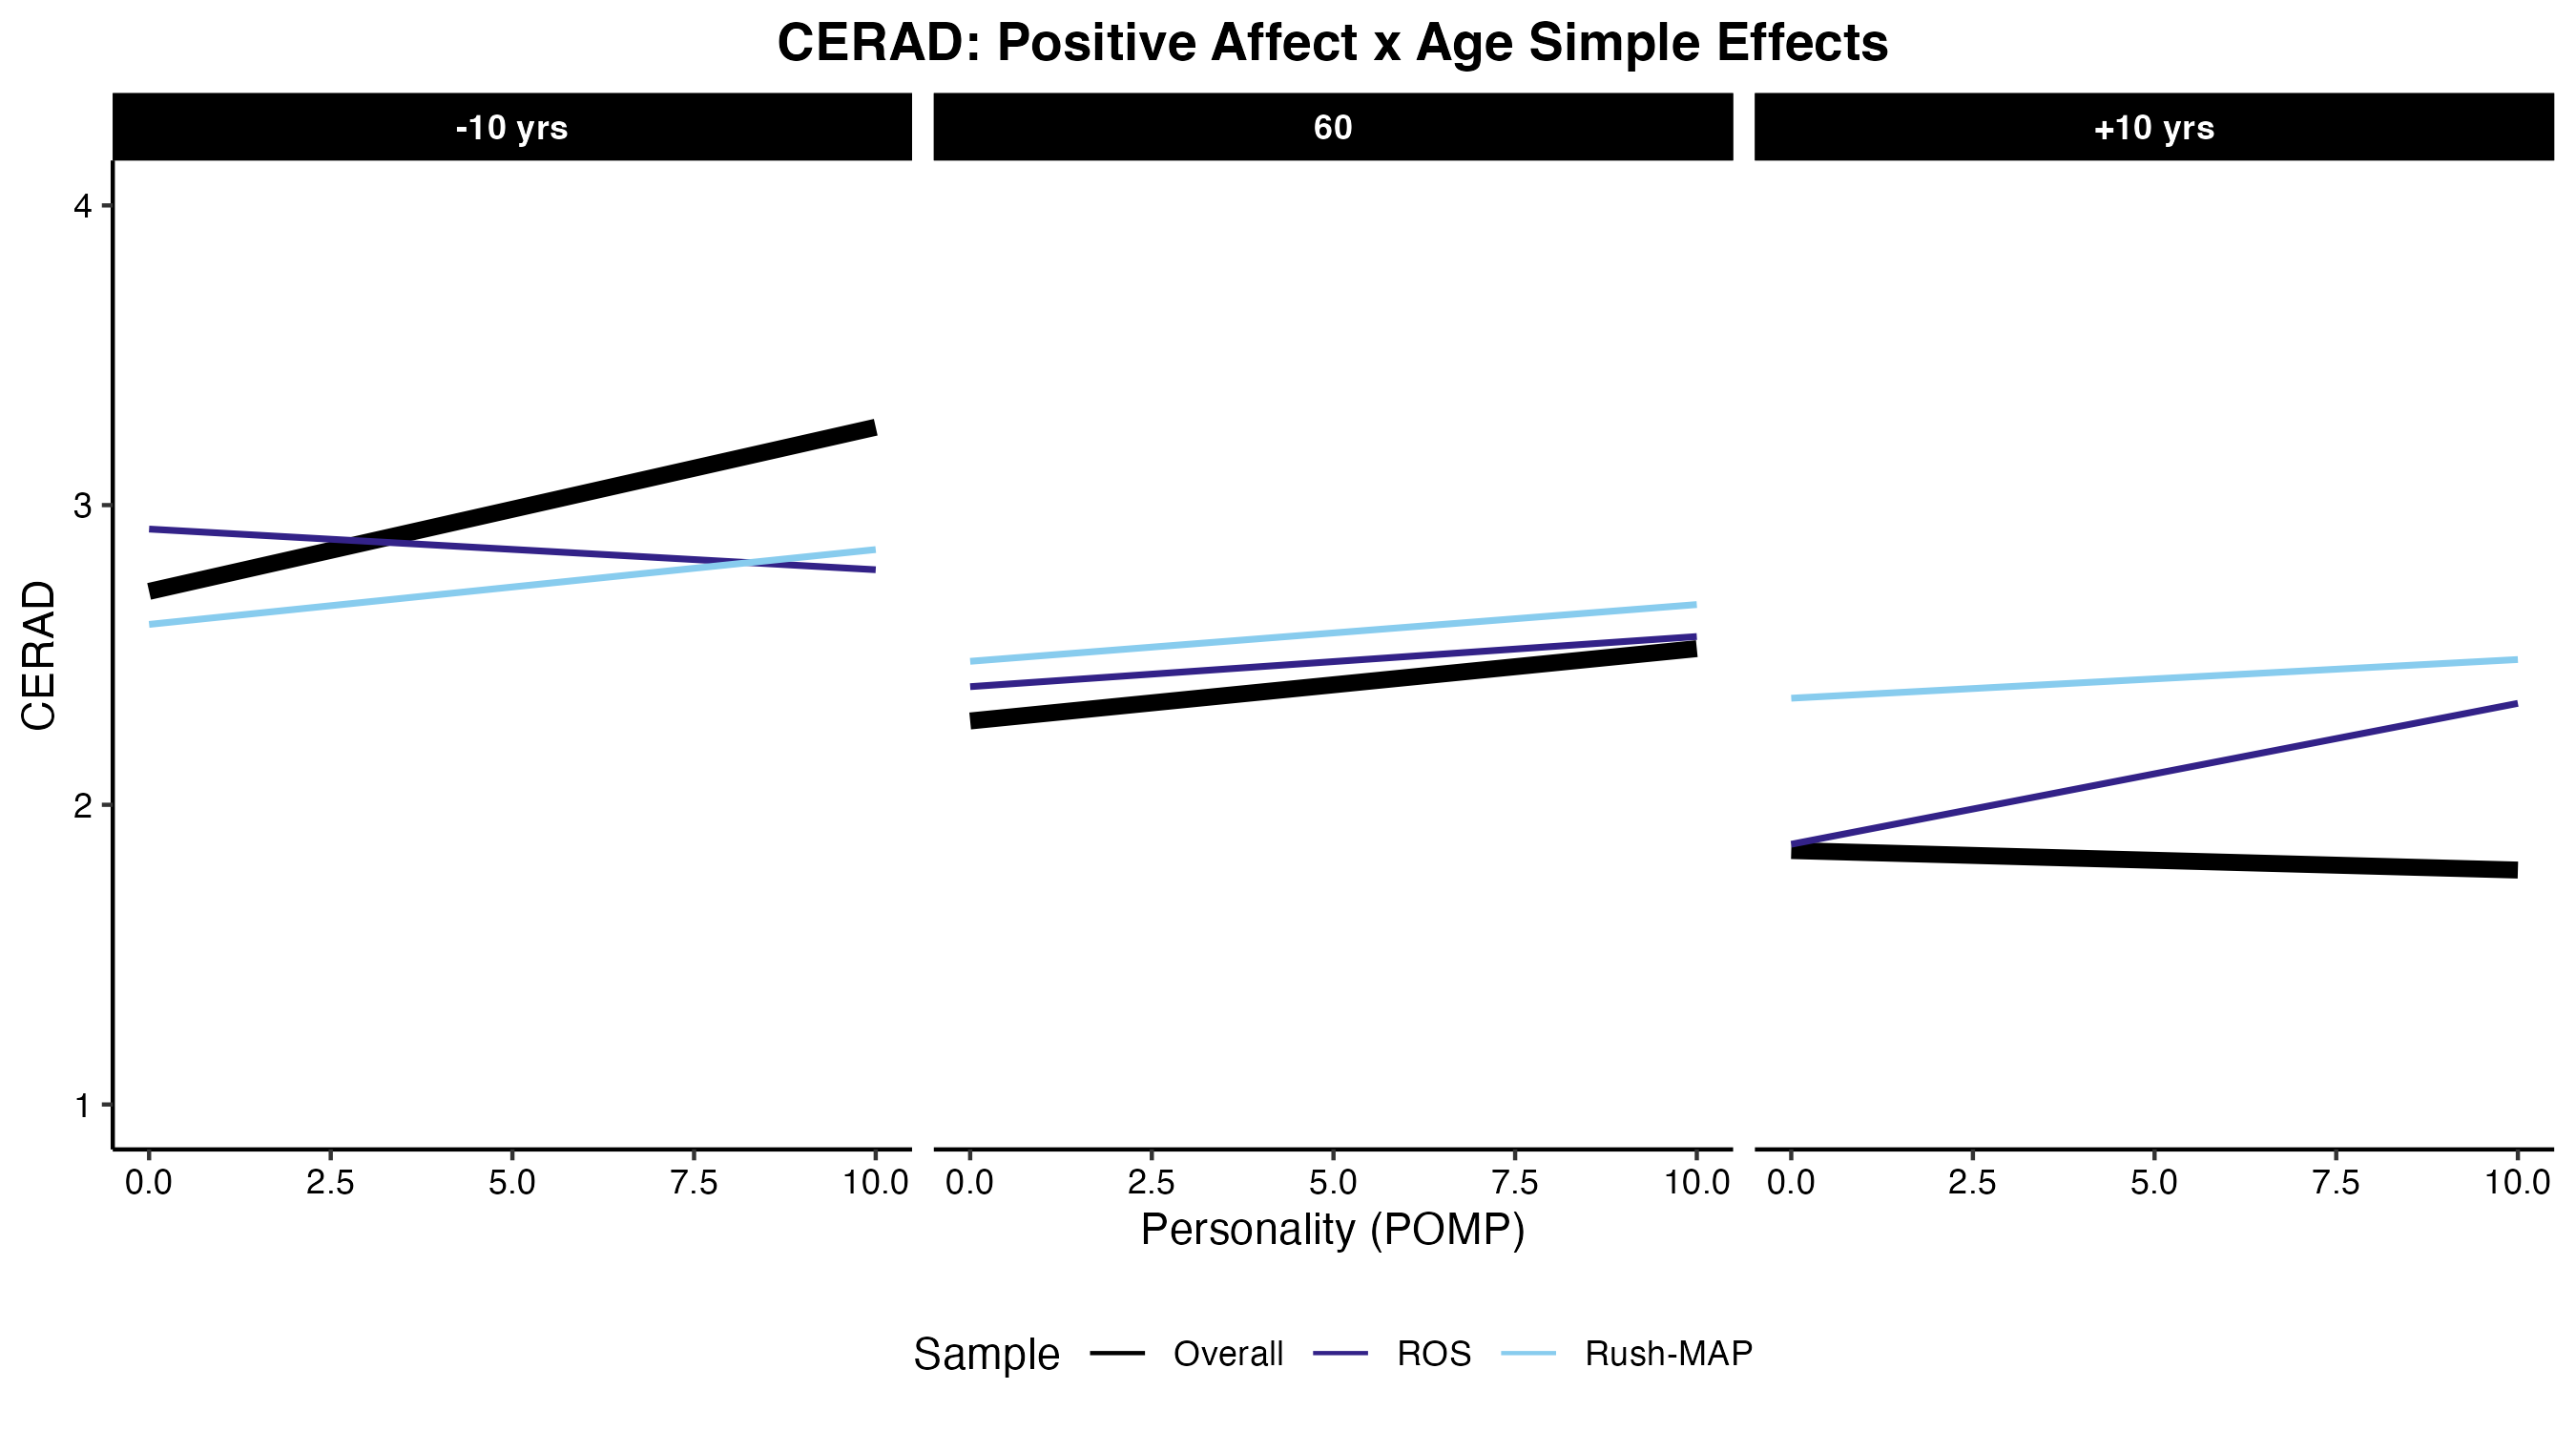 CERAD: Positive Affect x Age Simple Effects
-10 yrs 60 +10 yrs
4
3
2
1
CERAD
0.0 2.5 5.0 7.5 10.0 0.0 2.5 5.0 7.5 10.0 0.0 2.5 5.0 7.5 10.0
Personality (POMP)
Sample Overall ROS Rush-MAP